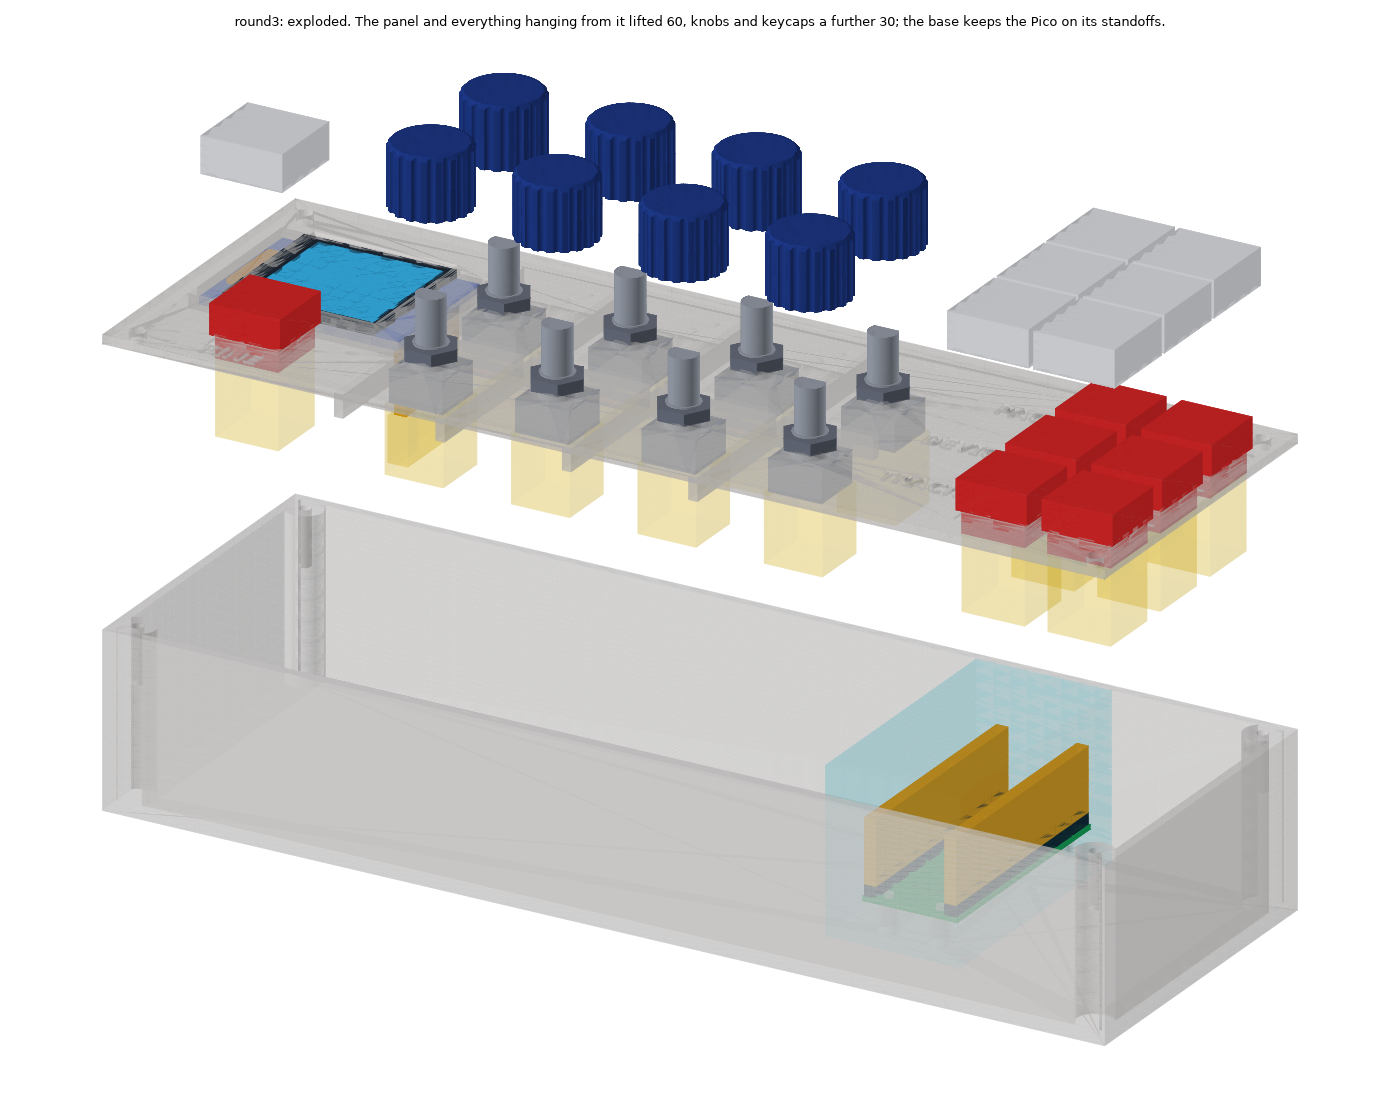 round3: exploded. The panel and everything hanging from it lifted 60, knobs and keycaps a further 30; the base keeps the Pico on its standoffs.